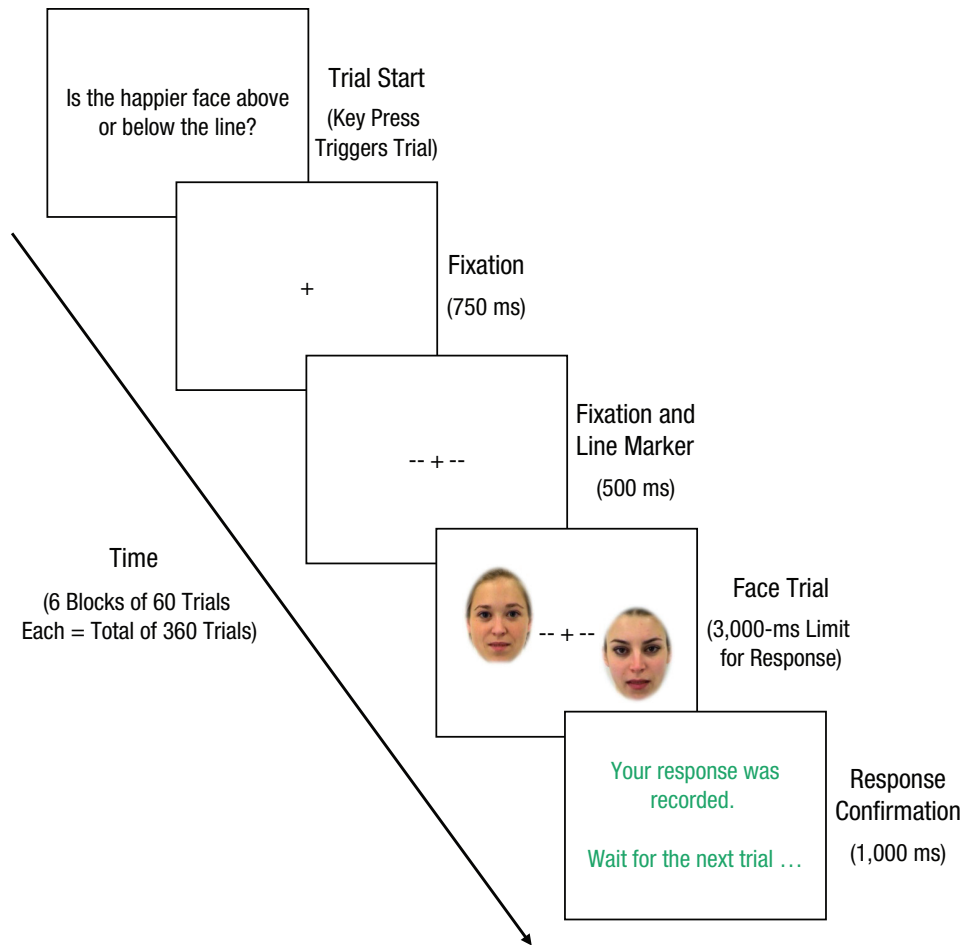 Is the happier face above
or below the line?
Trial Start
(Key Press
Triggers Trial)
+
Fixation
(750 ms)
-- + --
Fixation and
Line Marker
(500 ms)
Time
(6 Blocks of 60 Trials
Each = Total of 360 Trials)
-- + --
Face Trial
(3,000-ms Limit
for Response)
Your response was
recorded.
Wait for the next trial …
Response
Confirmation
(1,000 ms)